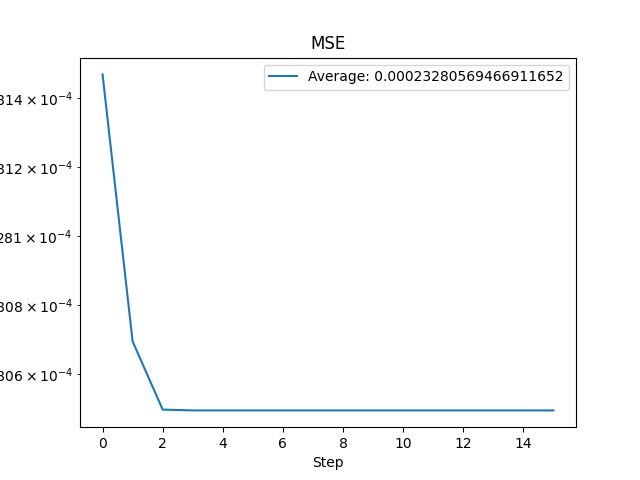 MSE
Average: 0.00023280569466911652
314 × 10⁻⁴
312 × 10⁻⁴
281 × 10⁻⁴
308 × 10⁻⁴
306 × 10⁻⁴
0 2 4 6 8 10 12 14
Step